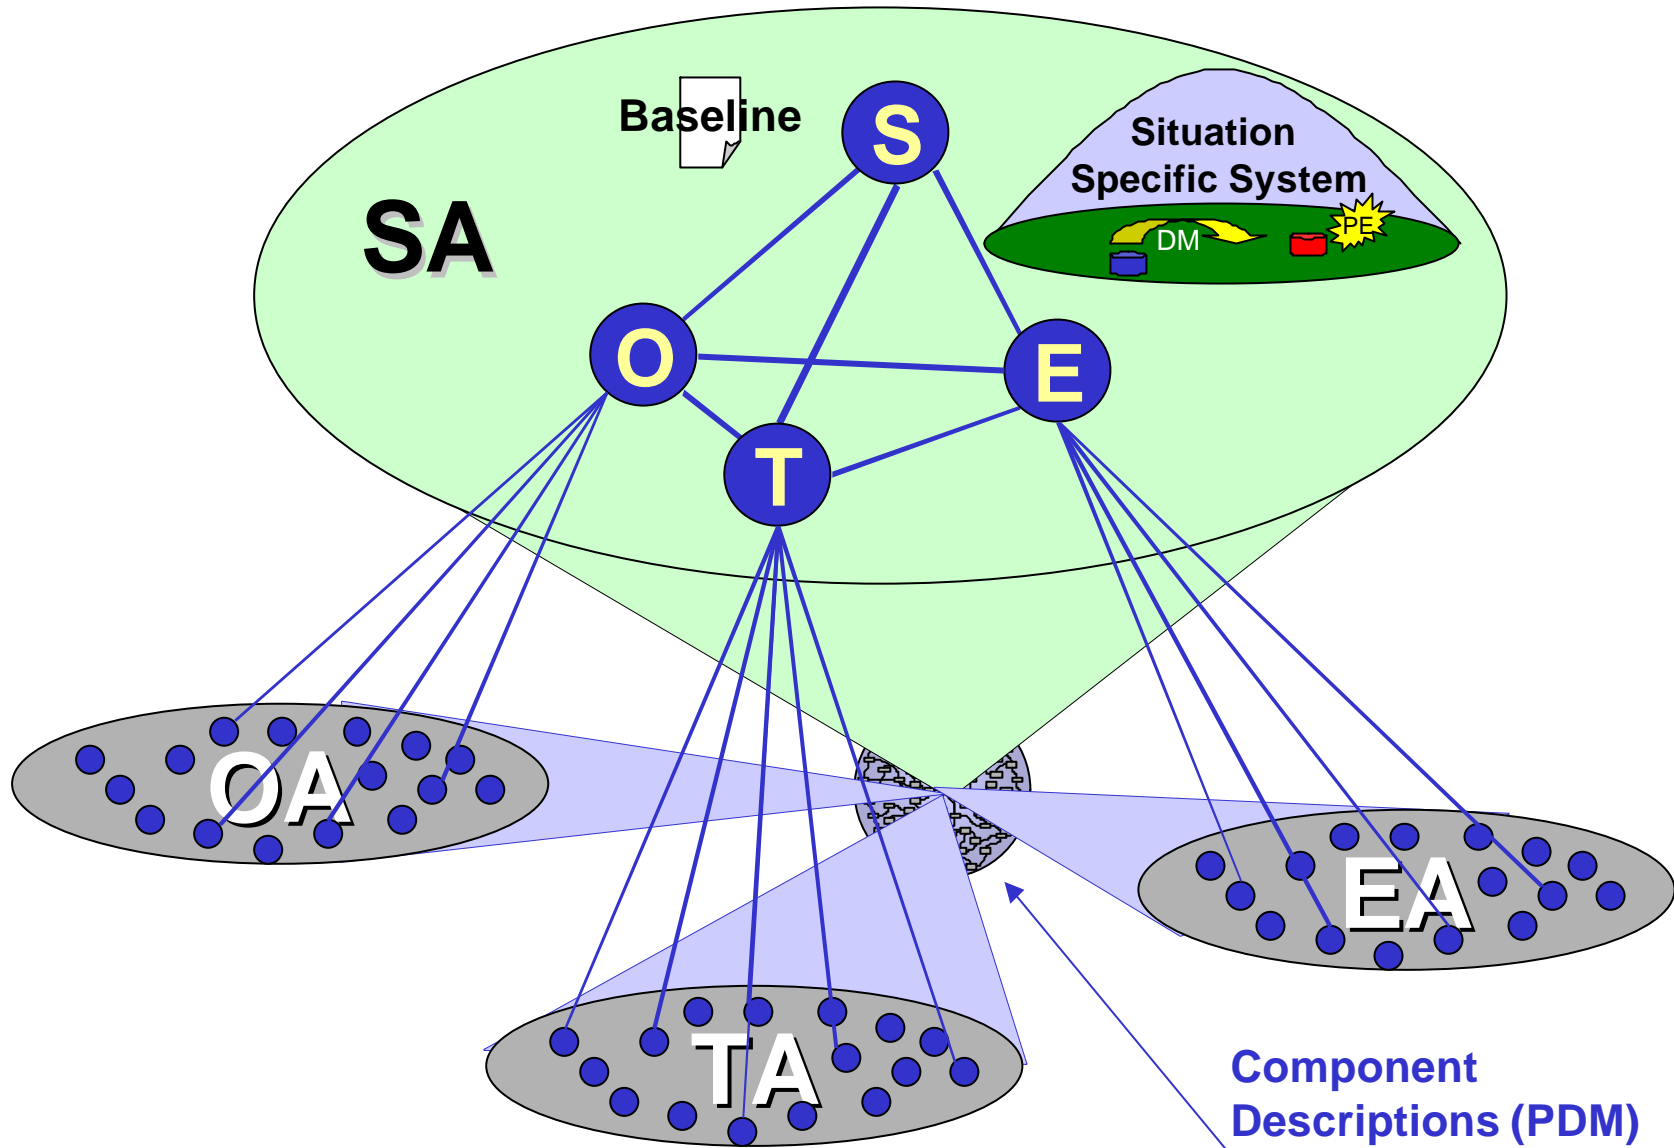 Baseline
S
Situation
Specific System
SA
PE
DM
O
E
T
OA
EA
TA
Component
Descriptions (PDM)